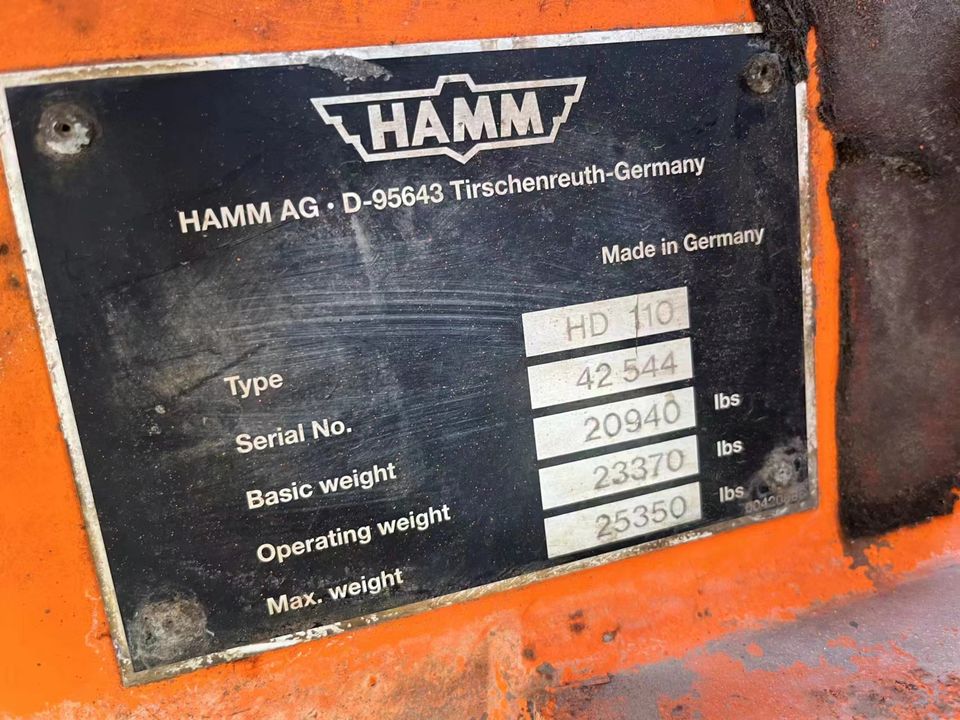 HAMM
HAMM AG · D-95643 Tirschenreuth-Germany
Made in Germany
Type HD 110
Serial No. 42 544
Basic weight 20940 lbs
Operating weight 23370 lbs
Max. weight 25350 lbs